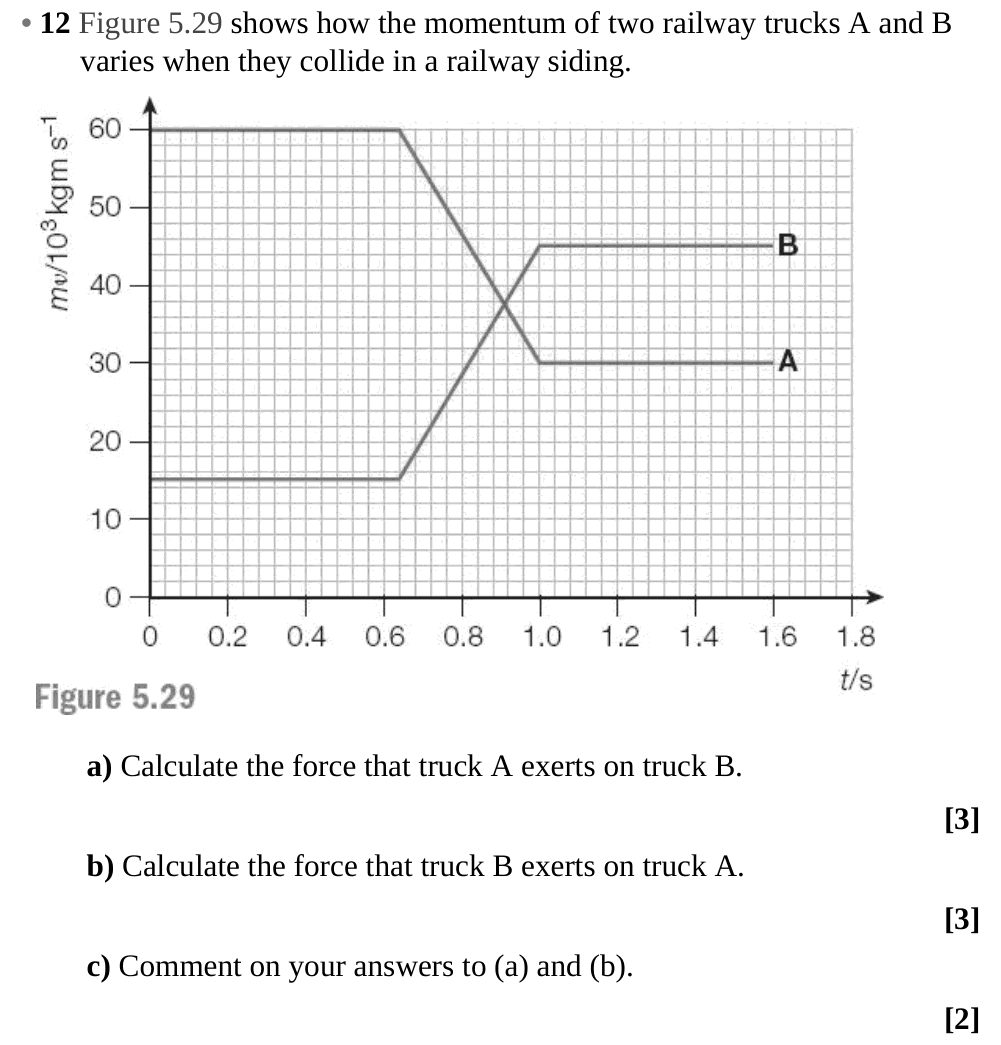 • 12 Figure 5.29 shows how the momentum of two railway trucks A and B
varies when they collide in a railway siding.
mv/10³kgm s⁻¹
60
50
40
30
20
10
0
B
A
0 0.2 0.4 0.6 0.8 1.0 1.2 1.4 1.6 1.8
t/s
Figure 5.29
a) Calculate the force that truck A exerts on truck B.
[3]
b) Calculate the force that truck B exerts on truck A.
[3]
c) Comment on your answers to (a) and (b).
[2]